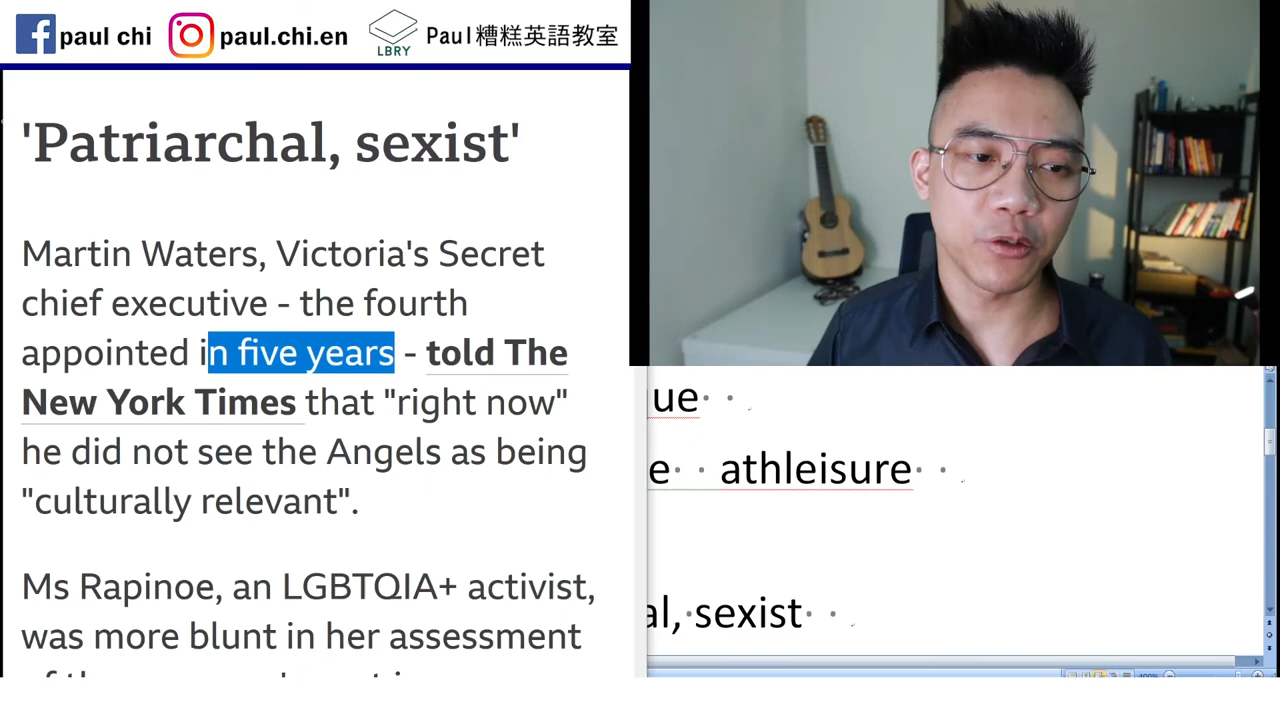 paul chi paul.chi.en LBRY Paul糟糕英語教室
'Patriarchal, sexist'
Martin Waters, Victoria's Secret
chief executive - the fourth
appointed in five years - told The
New York Times that "right now"
he did not see the Angels as being
"culturally relevant".
Ms Rapinoe, an LGBTQIA+ activist,
was more blunt in her assessment
ue
e athleisure
al, sexist